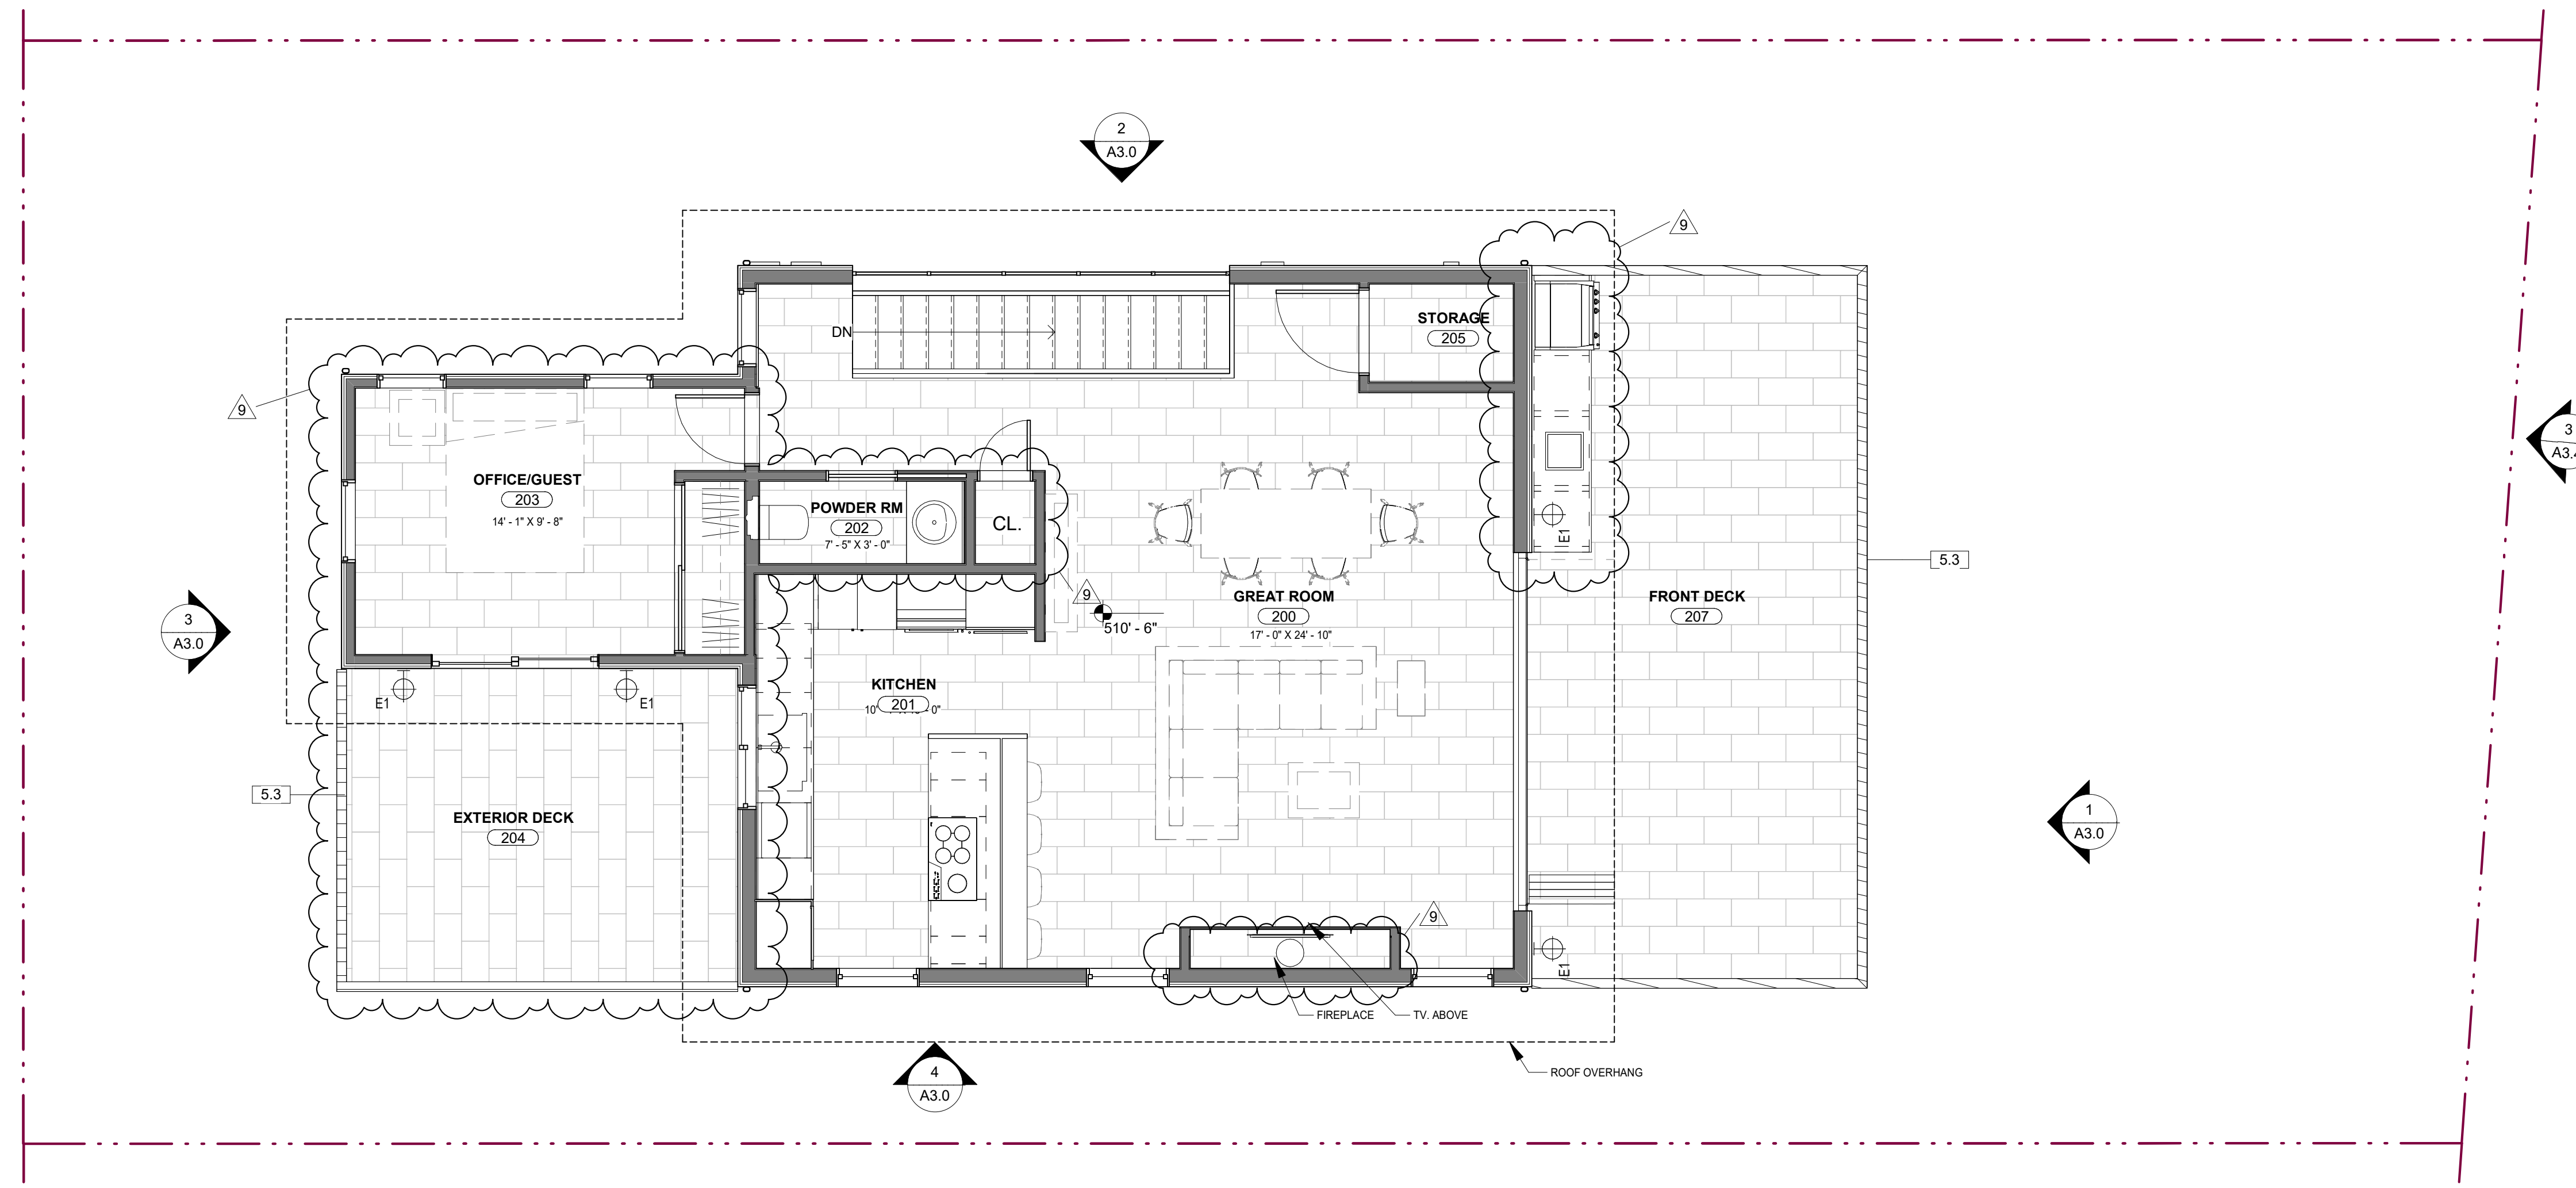 2
A3.0
9
DN
STORAGE
205
9
3
A3.4
OFFICE/GUEST
203
14' - 1" X 9' - 8"
POWDER RM
202
7' - 5" X 3' - 0"
CL.
E1
5.3
9
GREAT ROOM
200
17' - 0" X 24' - 10"
510' - 6"
FRONT DECK
207
3
A3.0
KITCHEN
201
E1
E1
5.3
EXTERIOR DECK
204
1
A3.0
9
E1
FIREPLACE
TV. ABOVE
4
A3.0
ROOF OVERHANG